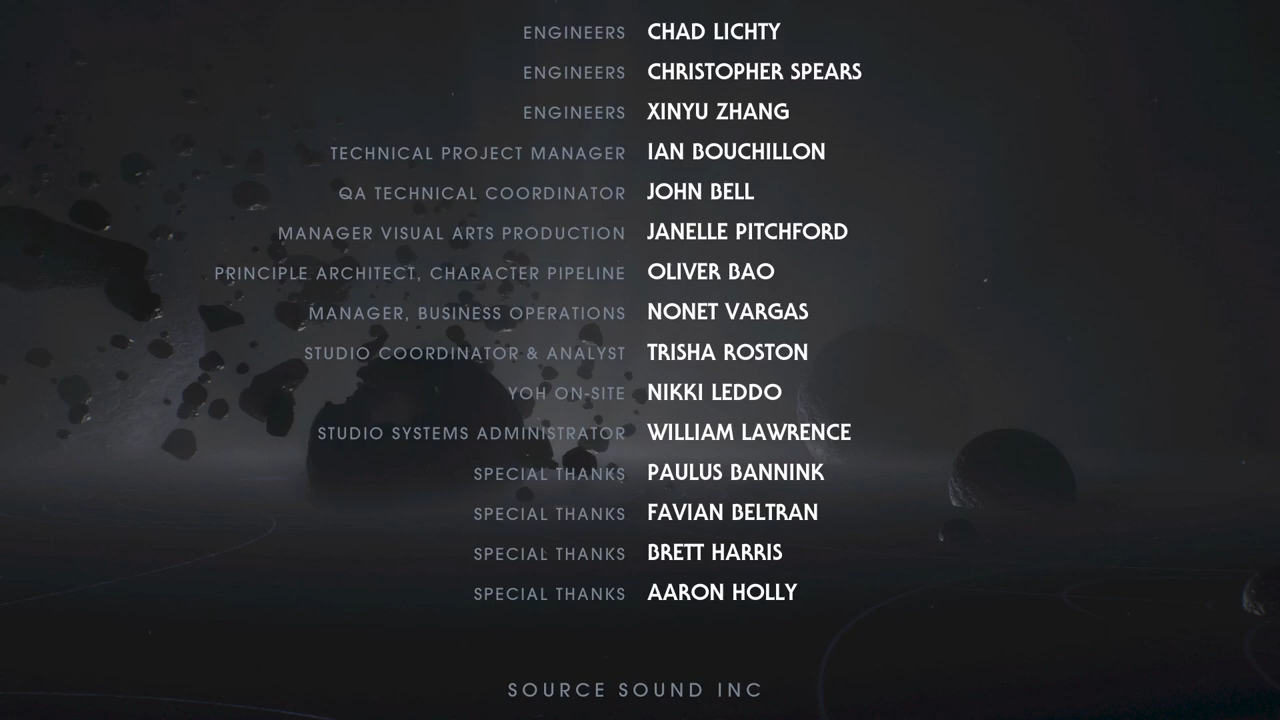 ENGINEERS CHAD LICHTY
ENGINEERS CHRISTOPHER SPEARS
ENGINEERS XINYU ZHANG
TECHNICAL PROJECT MANAGER IAN BOUCHILLON
QA TECHNICAL COORDINATOR JOHN BELL
MANAGER VISUAL ARTS PRODUCTION JANELLE PITCHFORD
PRINCIPLE ARCHITECT, CHARACTER PIPELINE OLIVER BAO
MANAGER, BUSINESS OPERATIONS NONET VARGAS
STUDIO COORDINATOR & ANALYST TRISHA ROSTON
YOH ON-SITE NIKKI LEDDO
STUDIO SYSTEMS ADMINISTRATOR WILLIAM LAWRENCE
SPECIAL THANKS PAULUS BANNINK
SPECIAL THANKS FAVIAN BELTRAN
SPECIAL THANKS BRETT HARRIS
SPECIAL THANKS AARON HOLLY
SOURCE SOUND INC